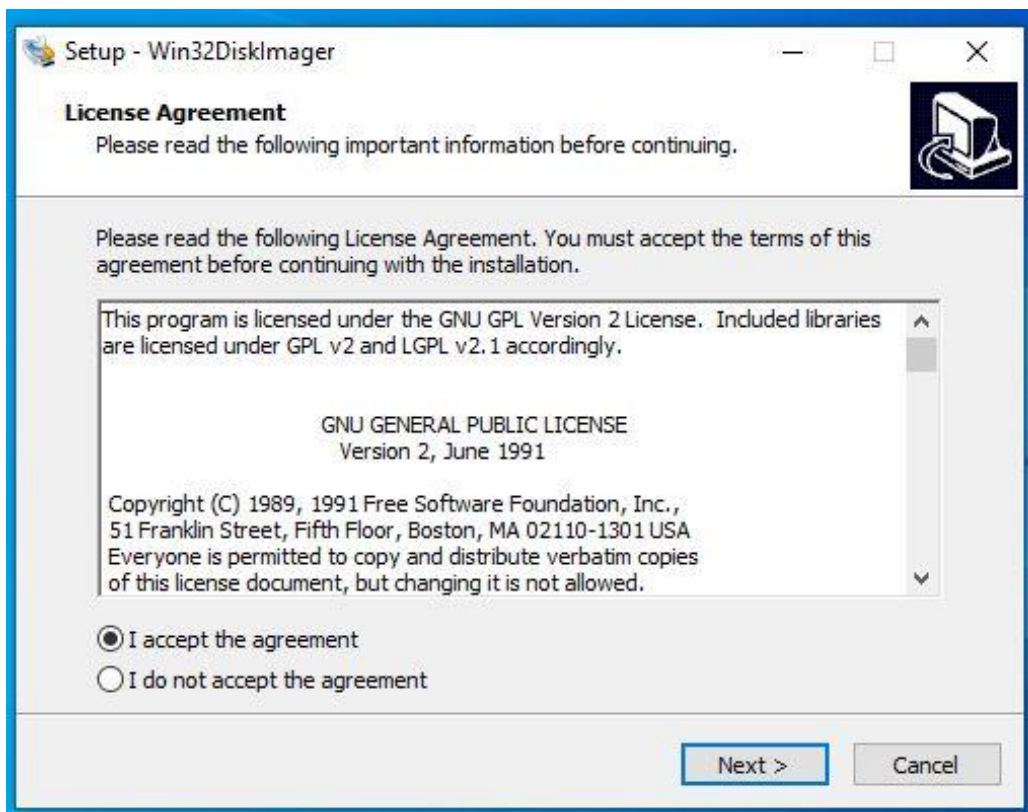 Setup - Win32DiskImager
License Agreement
Please read the following important information before continuing.
Please read the following License Agreement. You must accept the terms of this
agreement before continuing with the installation.
This program is licensed under the GNU GPL Version 2 License.  Included libraries
are licensed under GPL v2 and LGPL v2.1 accordingly.
GNU GENERAL PUBLIC LICENSE
Version 2, June 1991
Copyright (C) 1989, 1991 Free Software Foundation, Inc.,
51 Franklin Street, Fifth Floor, Boston, MA 02110-1301 USA
Everyone is permitted to copy and distribute verbatim copies
of this license document, but changing it is not allowed.
I accept the agreement
I do not accept the agreement
Next >
Cancel